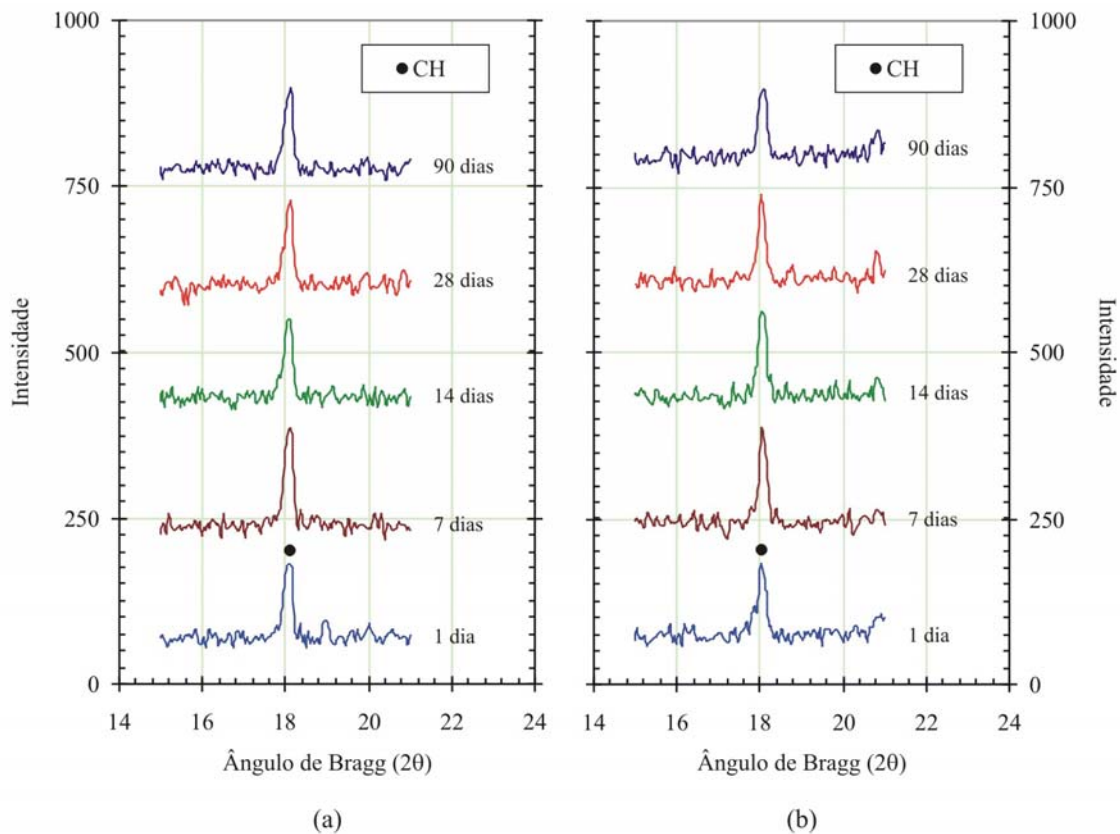 1000
750
500
250
0
Intensidade
● CH
90 dias
28 dias
14 dias
7 dias
1 dia
14 16 18 20 22 24
Ângulo de Bragg (2θ)
(a)
● CH
90 dias
28 dias
14 dias
7 dias
1 dia
1000
750
500
250
0
Intensidade
14 16 18 20 22 24
Ângulo de Bragg (2θ)
(b)